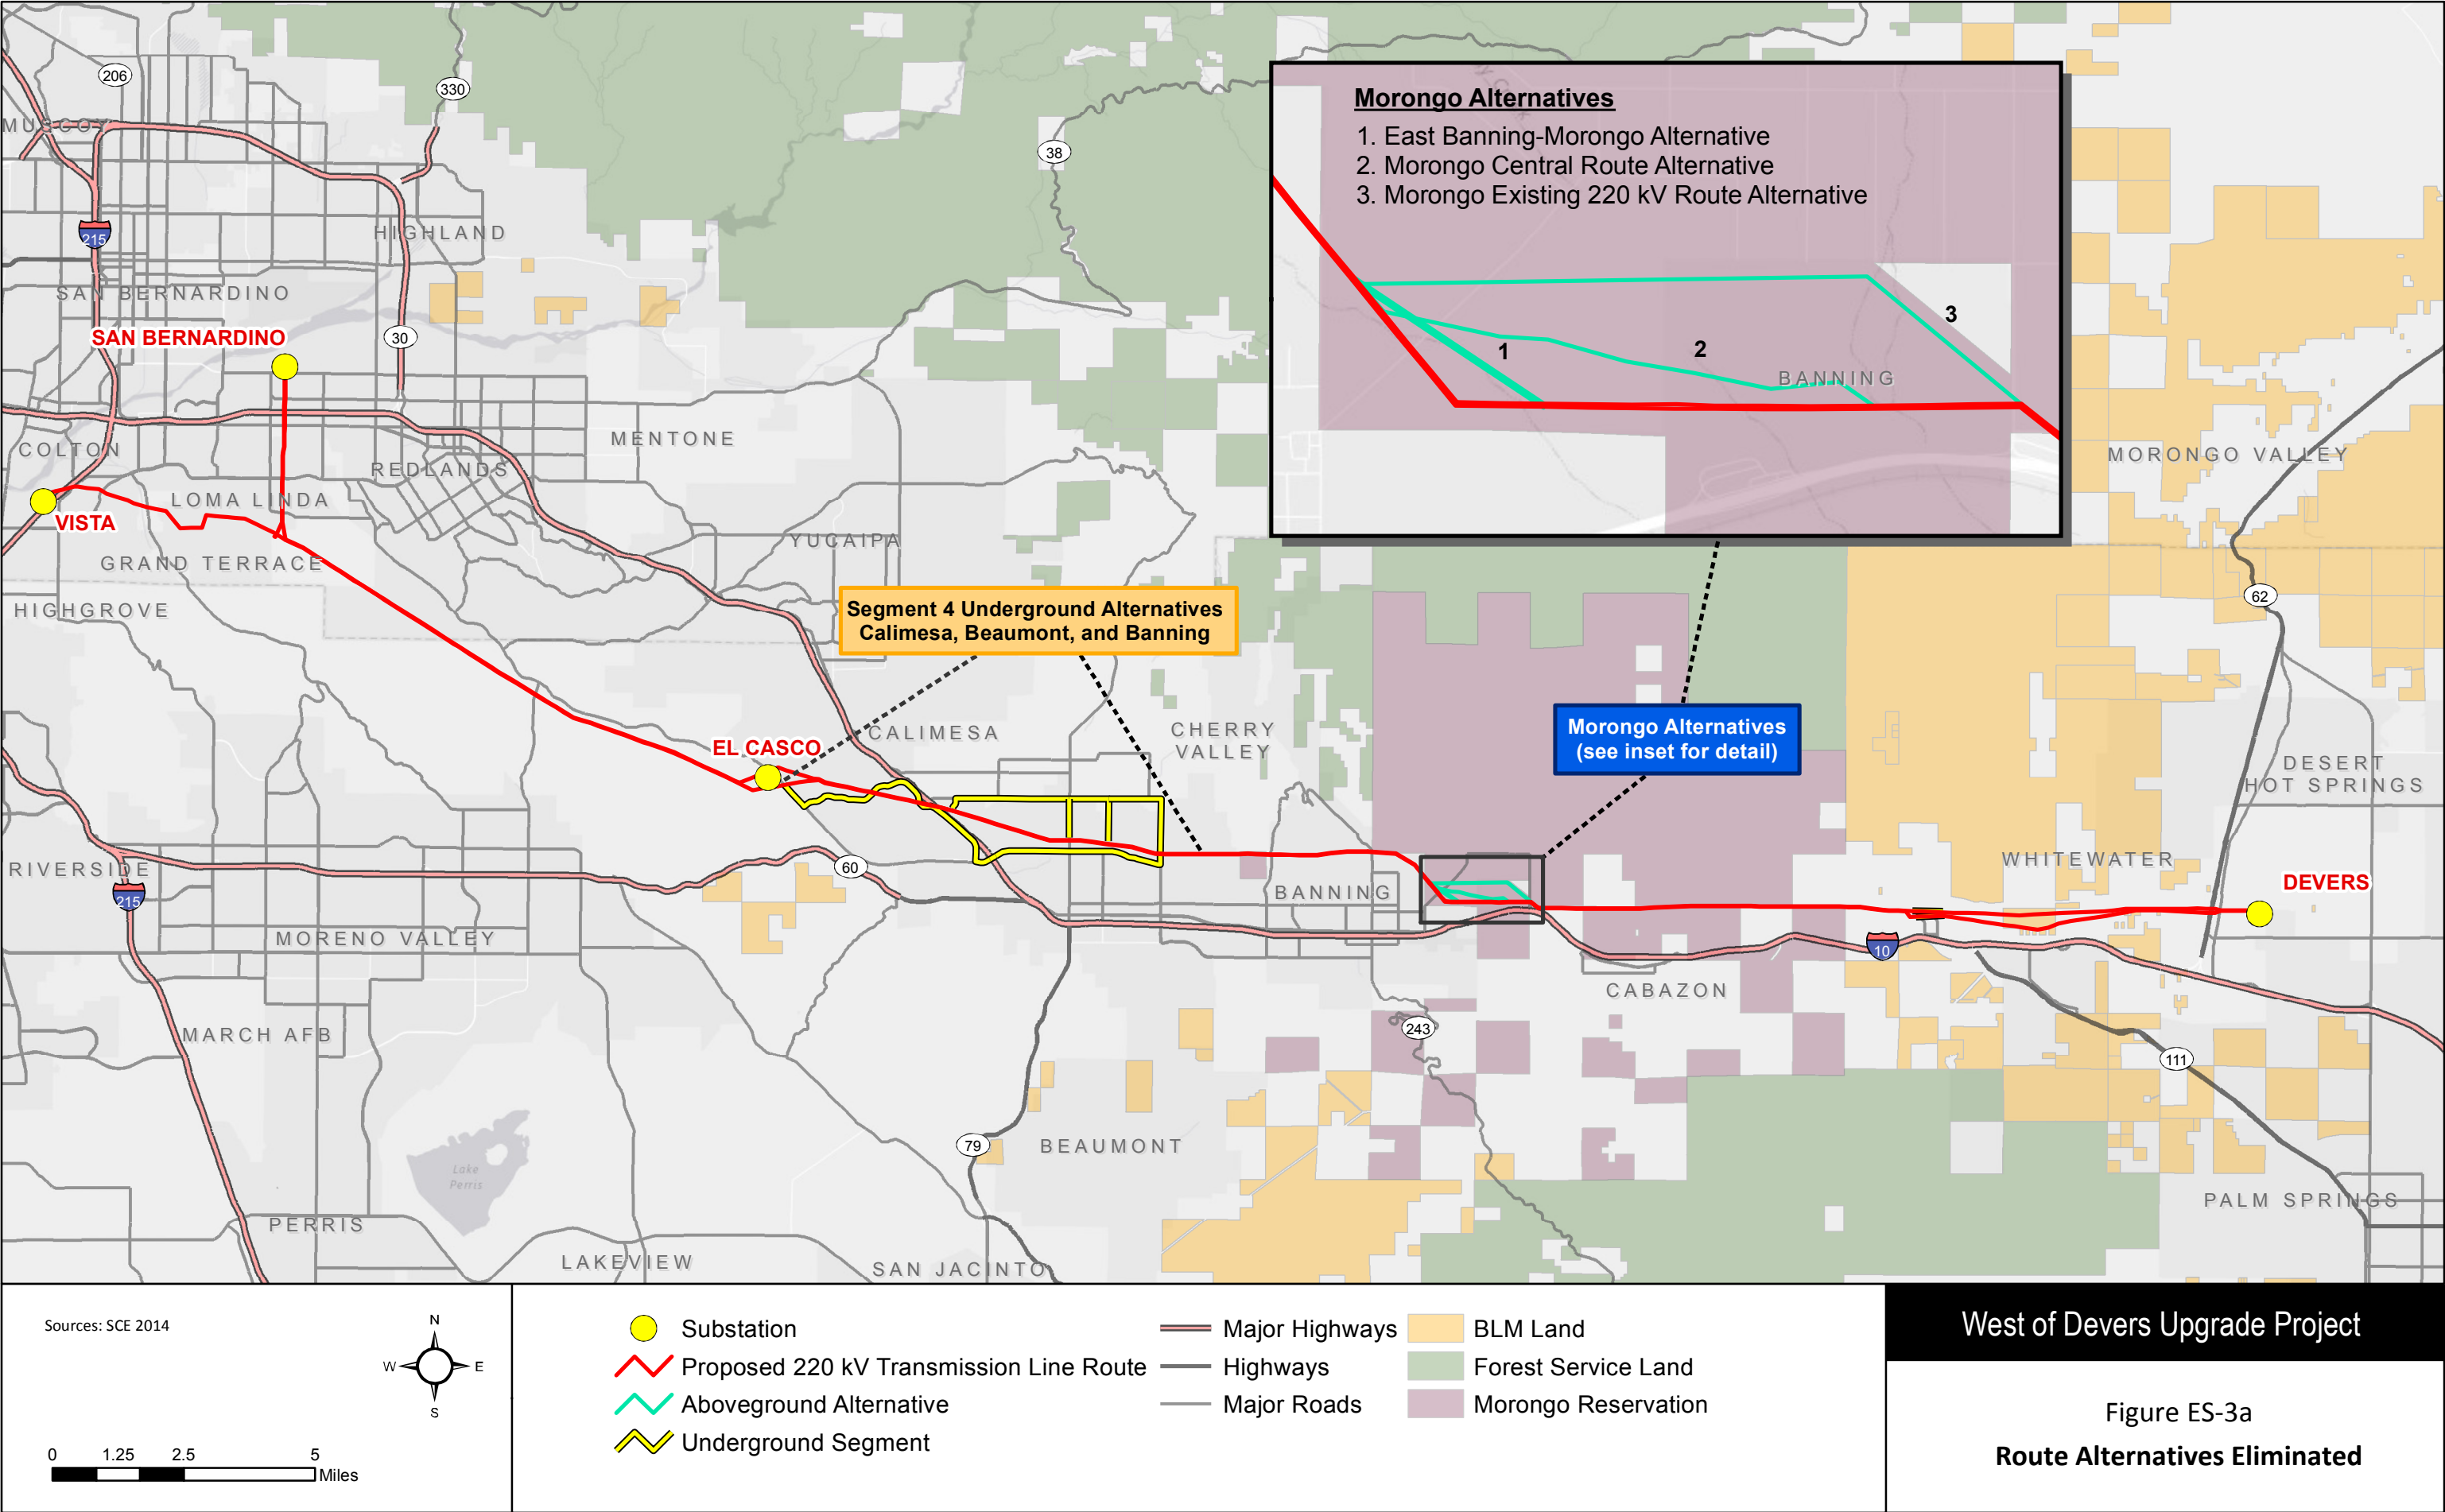 206
330
MUSCOY
38
215
HIGHLAND
SAN BERNARDINO
SAN BERNARDINO
30
Morongo Alternatives
1. East Banning-Morongo Alternative
2. Morongo Central Route Alternative
3. Morongo Existing 220 kV Route Alternative
3
1
2
BANNING
COLTON
MENTONE
REDLANDS
MORONGO VALLEY
LOMA LINDA
VISTA
YUCAIPA
GRAND TERRACE
HIGHGROVE
62
Segment 4 Underground Alternatives
Calimesa, Beaumont, and Banning
CALIMESA
CHERRY
VALLEY
Morongo Alternatives
(see inset for detail)
EL CASCO
DESERT
HOT SPRINGS
RIVERSIDE
60
WHITEWATER
DEVERS
215
BANNING
MORENO VALLEY
10
CABAZON
MARCH AFB
243
111
79
BEAUMONT
Lake
Perris
PALM SPRINGS
PERRIS
LAKEVIEW
SAN JACINTO
Sources: SCE 2014
N
W
E
S
0 1.25 2.5 5
Miles
Substation
Proposed 220 kV Transmission Line Route
Aboveground Alternative
Underground Segment
Major Highways
Highways
Major Roads
BLM Land
Forest Service Land
Morongo Reservation
West of Devers Upgrade Project
Figure ES-3a
Route Alternatives Eliminated